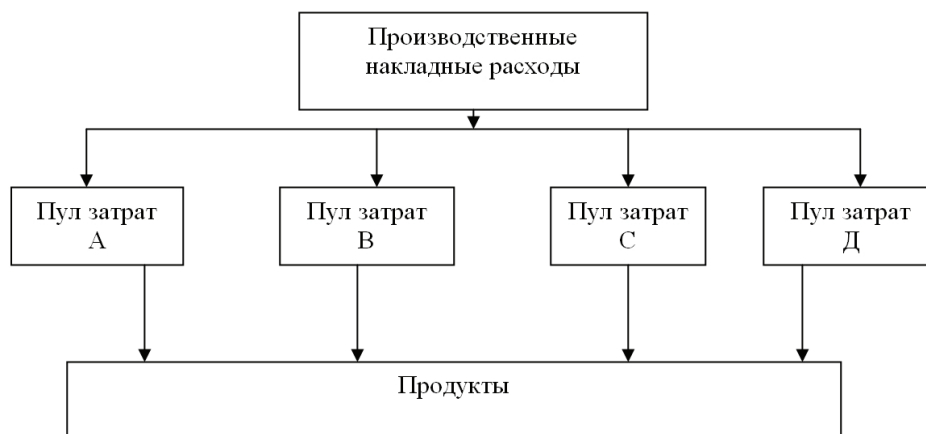 Производственные
накладные расходы
Пул затрат
А
Пул затрат
В
Пул затрат
С
Пул затрат
Д
Продукты